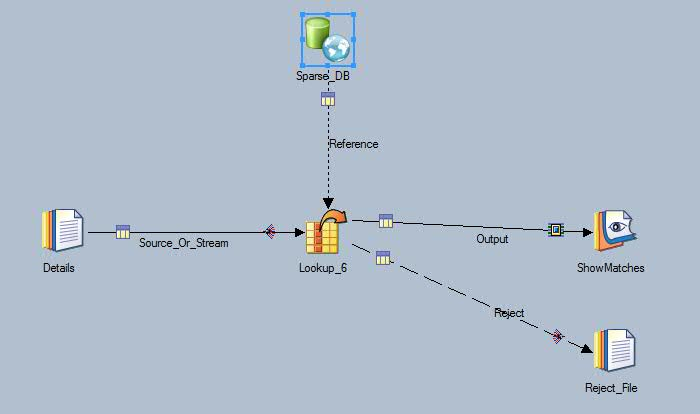 Sparse_DB
Reference
Source_Or_Stream
Output
Details
Lookup_6
ShowMatches
Reject
Reject_File